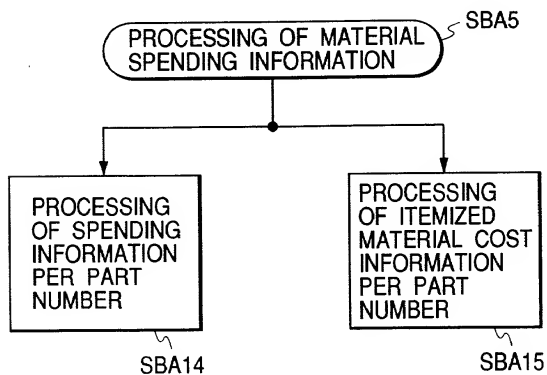 PROCESSING OF MATERIAL
SPENDING INFORMATION
SBA5
PROCESSING
OF SPENDING
INFORMATION
PER PART
NUMBER
SBA14
PROCESSING
OF ITEMIZED
MATERIAL COST
INFORMATION
PER PART
NUMBER
SBA15